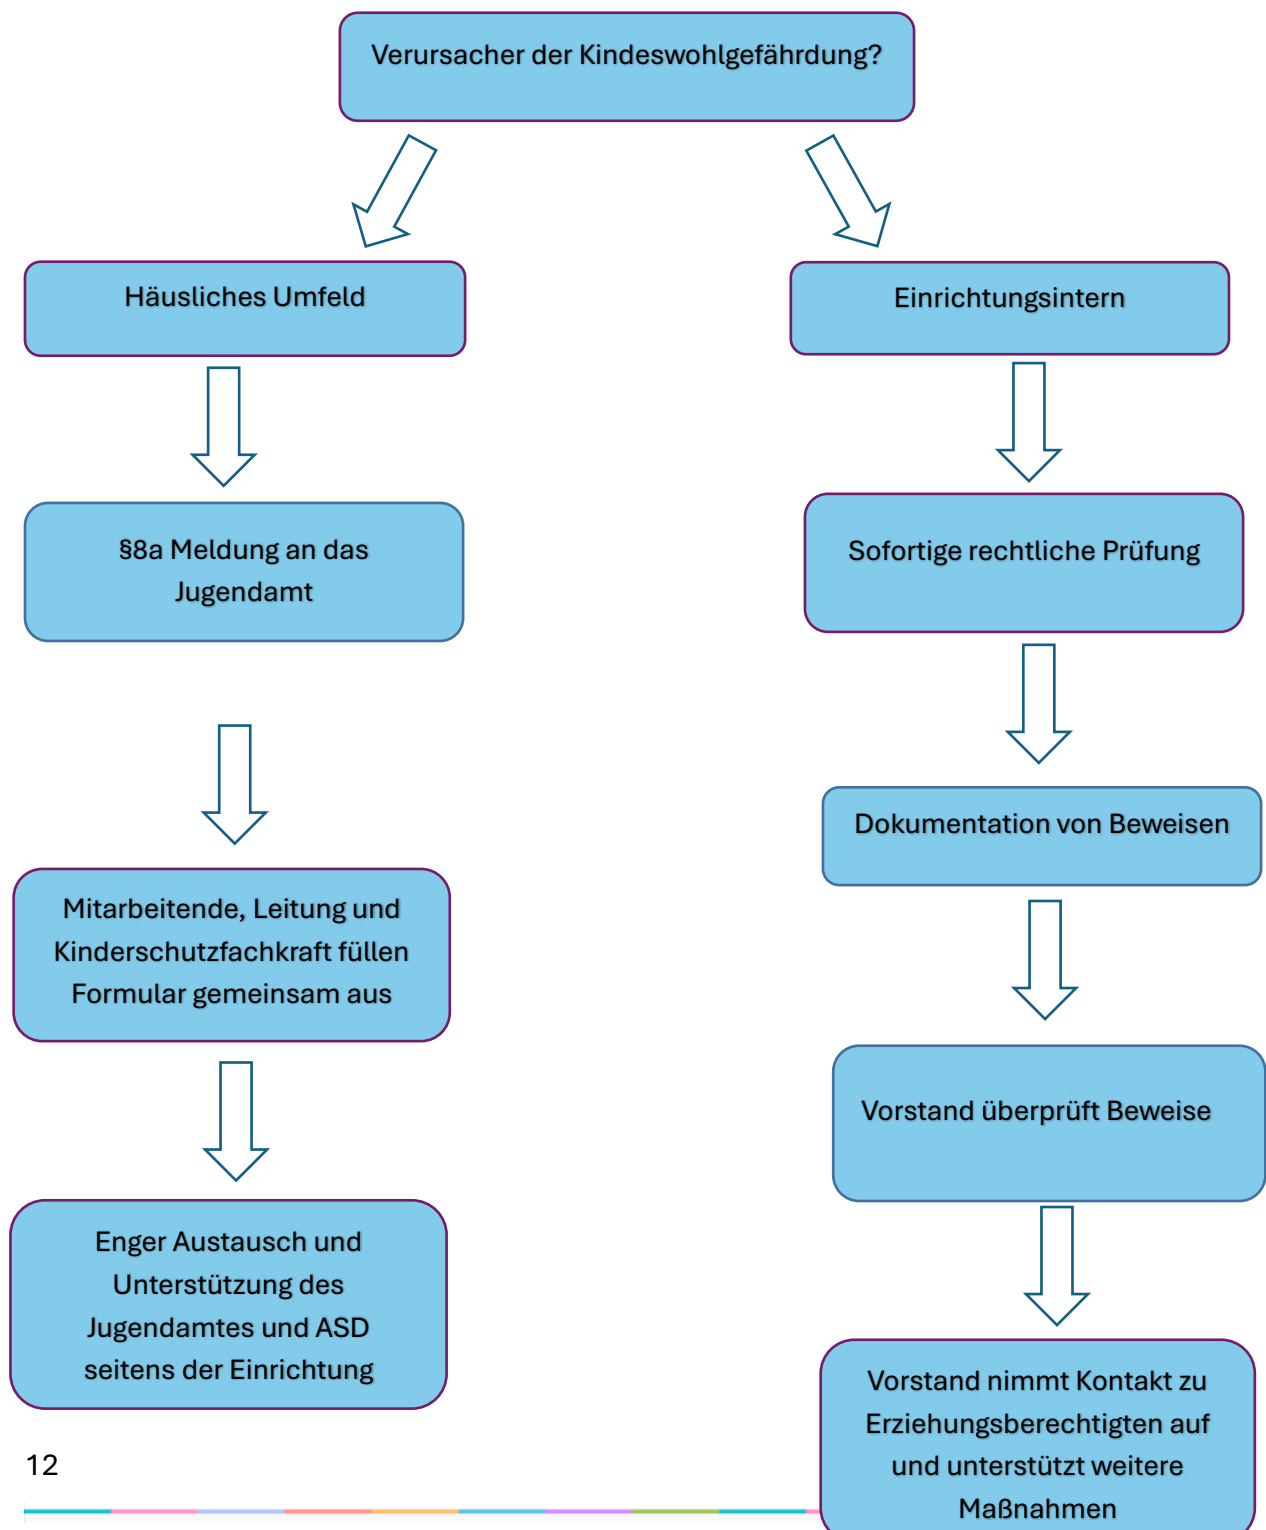 Verursacher der Kindeswohlgefährdung?
Häusliches Umfeld
Einrichtungsintern
§8a Meldung an das
Jugendamt
Sofortige rechtliche Prüfung
Dokumentation von Beweisen
Mitarbeitende, Leitung und
Kinderschutzfachkraft füllen
Formular gemeinsam aus
Vorstand überprüft Beweise
Enger Austausch und
Unterstützung des
Jugendamtes und ASD
seitens der Einrichtung
Vorstand nimmt Kontakt zu
Erziehungsberechtigten auf
und unterstützt weitere
Maßnahmen
12